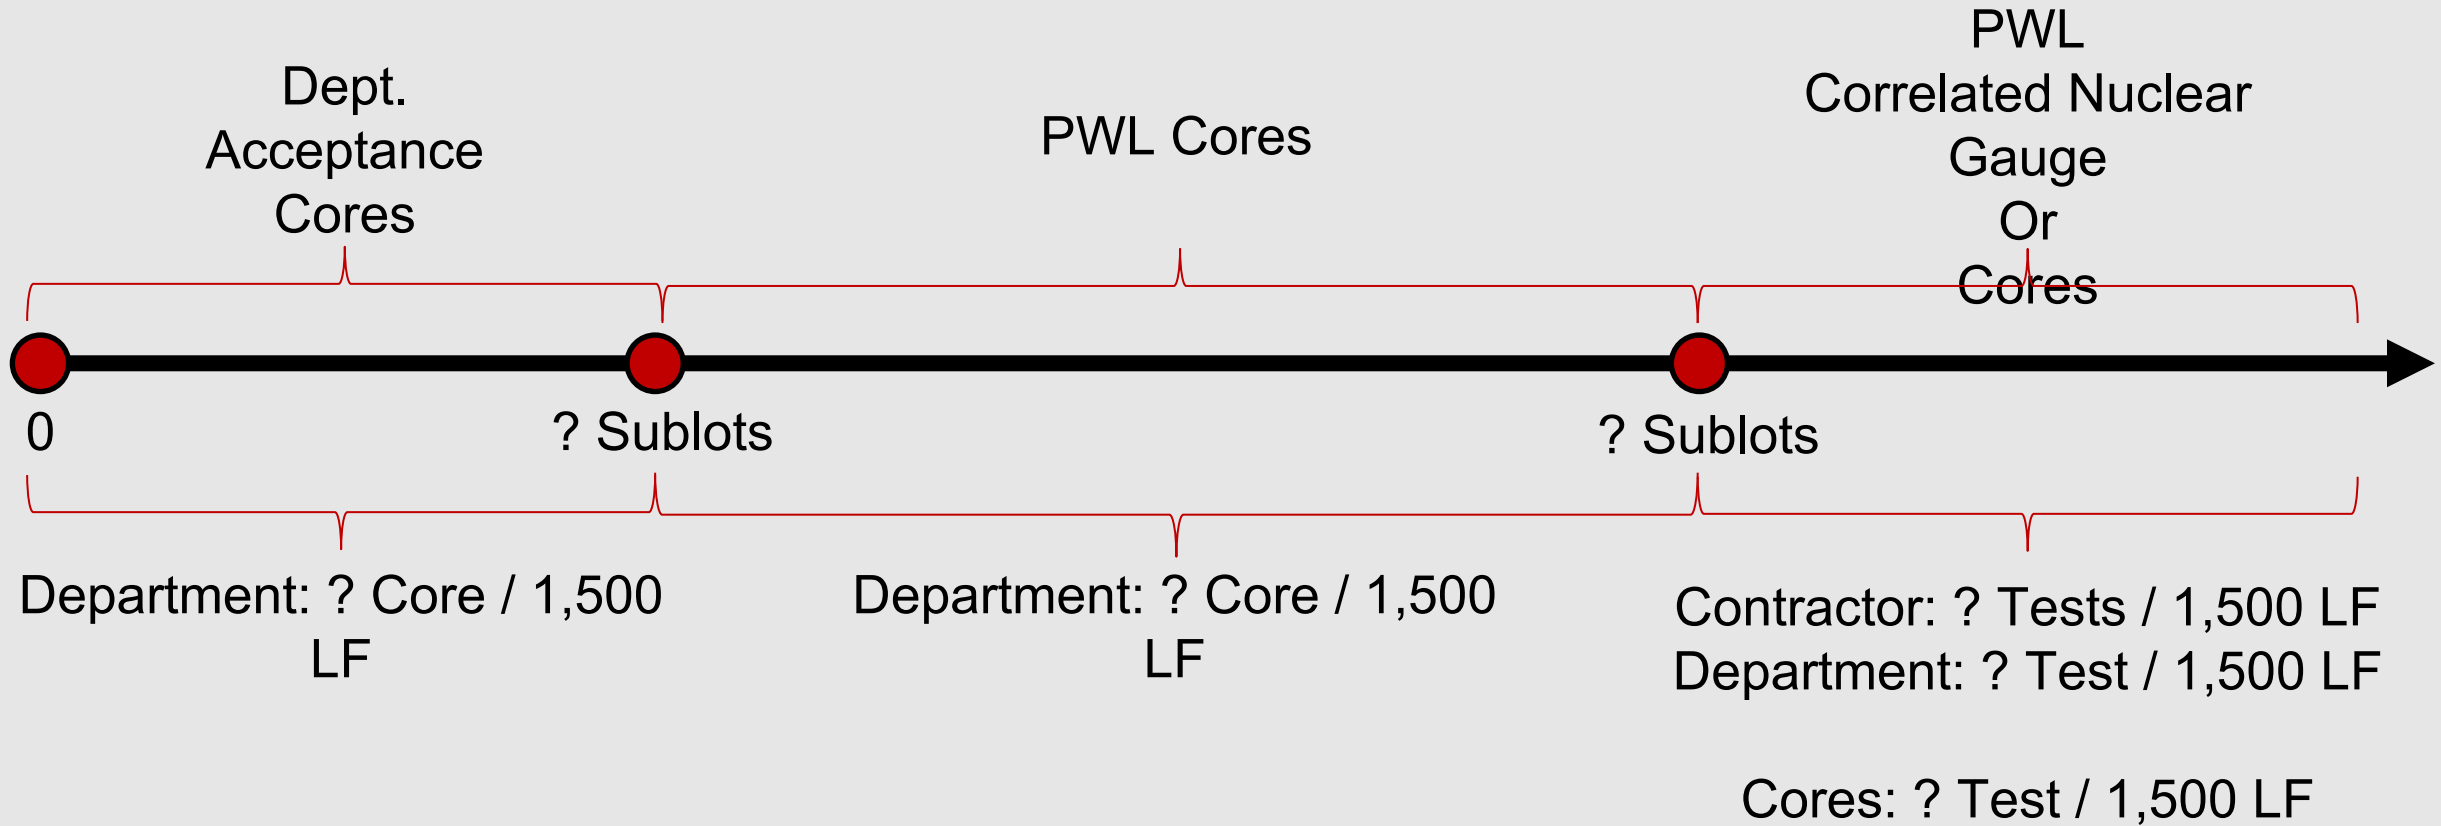 Dept.
Acceptance
Cores
PWL Cores
PWL
Correlated Nuclear
Gauge
Or
Cores
0
? Sublots
? Sublots
Department: ? Core / 1,500
LF
Department: ? Core / 1,500
LF
Contractor: ? Tests / 1,500 LF
Department: ? Test / 1,500 LF
Cores: ? Test / 1,500 LF